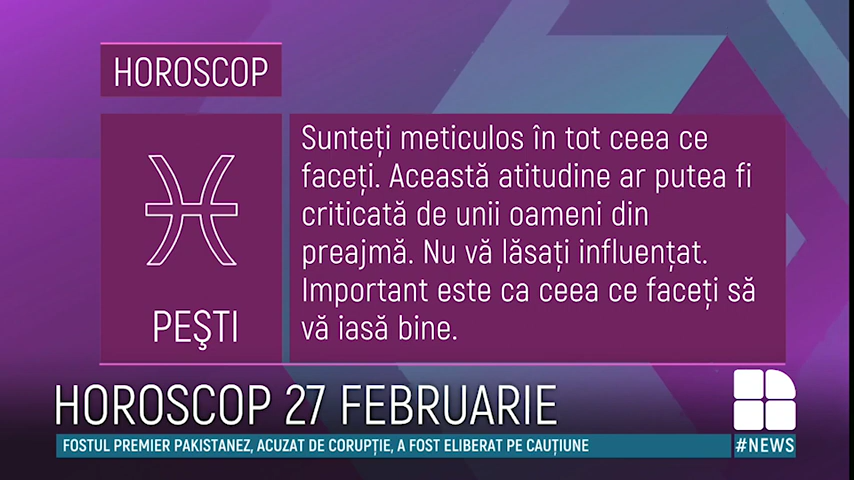 HOROSCOP
Sunteți meticulos în tot ceea ce
faceți. Această atitudine ar putea fi
criticată de unii oameni din
preajmă. Nu vă lăsați influențat.
Important este ca ceea ce faceți să
vă iasă bine.
PEŞTI
HOROSCOP 27 FEBRUARIE
FOSTUL PREMIER PAKISTANEZ, ACUZAT DE CORUPȚIE, A FOST ELIBERAT PE CAUȚIUNE
#NEWS